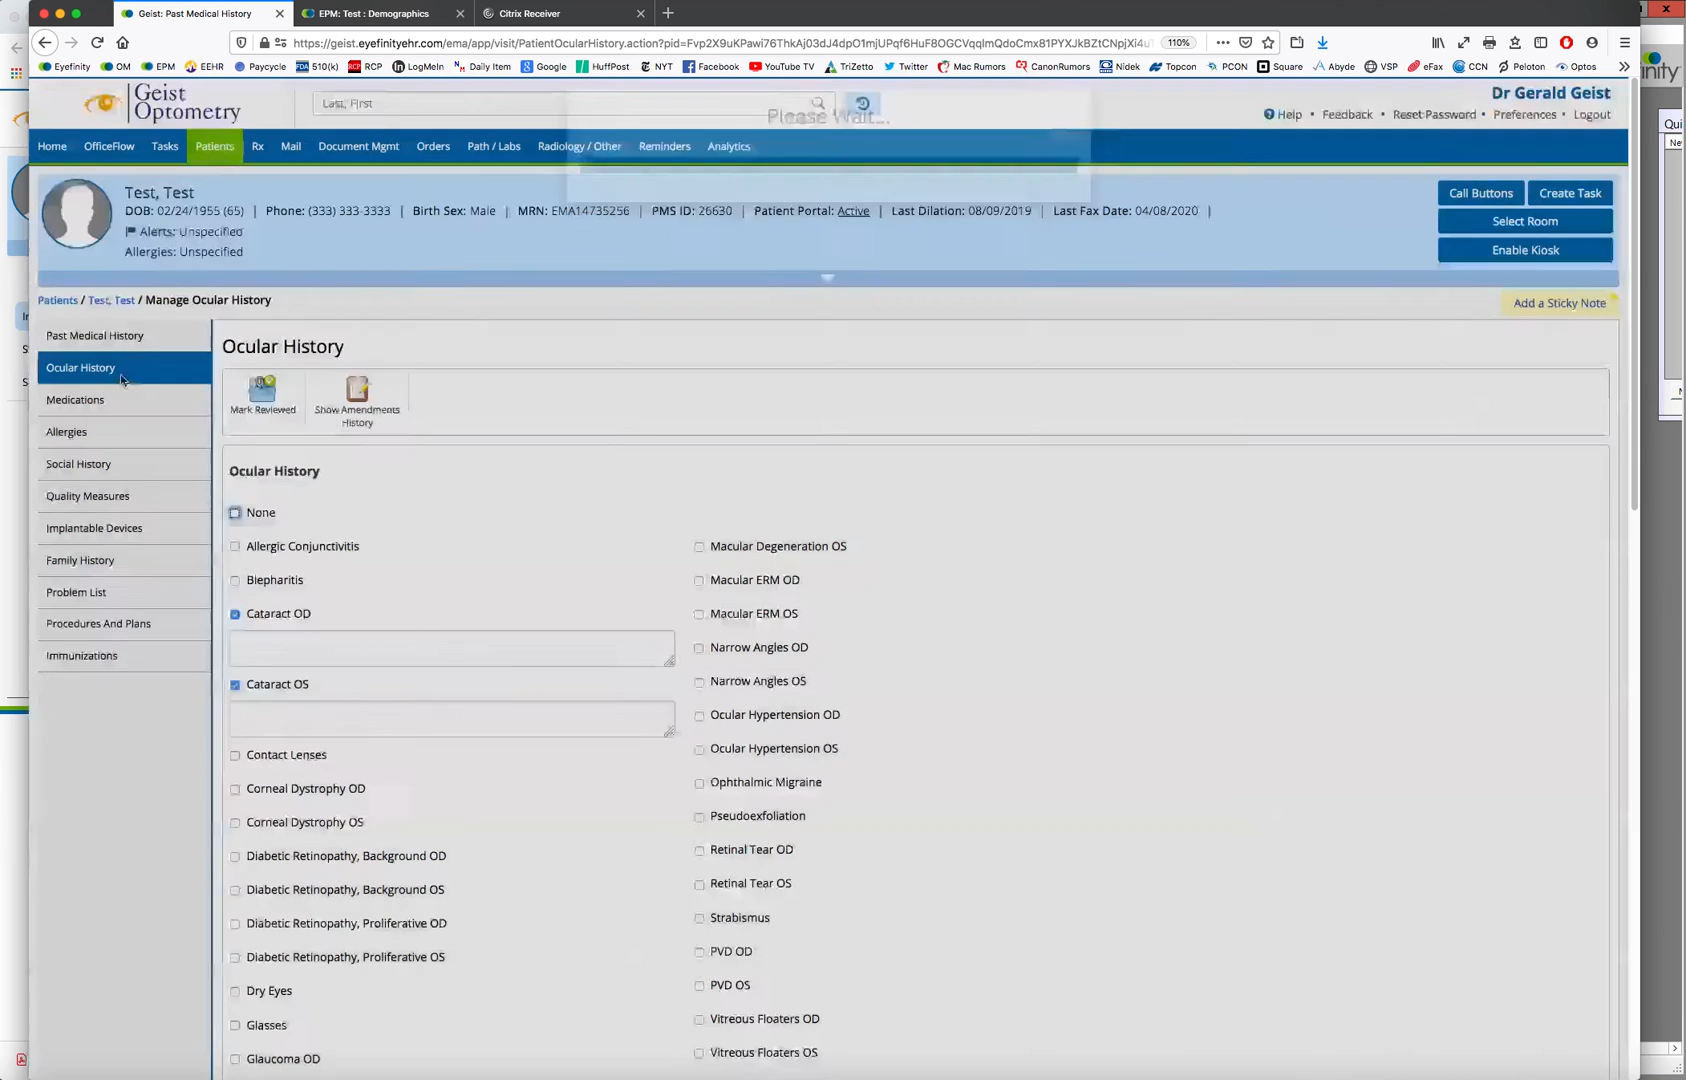 Geist: Past Medical History
EPM: Test : Demographics
Citrix Receiver
https://geist.eyefinityehr.com/ema/app/visit/PatientOcularHistory.action?
110%
Eyefinity OM EPM EEHR Paycycle 510(k) RCP LogMeIn Daily Item Google HuffPost NYT Facebook YouTube TV TriZetto Twitter Mac Rumors CanonRumors Nidek Topcon PCON Square Abyde VSP eFax CCN Peloton Optos
Geist
Optometry
Last, First
Please Wait...
Dr Gerald Geist
Help • Feedback • Reset Password • Preferences • Logout
Home OfficeFlow Tasks Patients Rx Mail Document Mgmt Orders Path / Labs Radiology / Other Reminders Analytics
Test, Test
DOB: 02/24/1955 (65) | Phone: (333) 333-3333 | Birth Sex: Male | MRN: EMA14735256 | PMS ID: 26630 | Patient Portal: Active | Last Dilation: 08/09/2019 | Last Fax Date: 04/08/2020 |
Alerts: Unspecified
Allergies: Unspecified
Call Buttons
Create Task
Select Room
Enable Kiosk
Patients / Test, Test / Manage Ocular History
Add a Sticky Note
Past Medical History
Ocular History
Medications
Allergies
Social History
Quality Measures
Implantable Devices
Family History
Problem List
Procedures And Plans
Immunizations
Ocular History
Mark Reviewed
Show Amendments
History
Ocular History
None
Allergic Conjunctivitis
Blepharitis
Cataract OD
Cataract OS
Contact Lenses
Corneal Dystrophy OD
Corneal Dystrophy OS
Diabetic Retinopathy, Background OD
Diabetic Retinopathy, Background OS
Diabetic Retinopathy, Proliferative OD
Diabetic Retinopathy, Proliferative OS
Dry Eyes
Glasses
Glaucoma OD
Macular Degeneration OS
Macular ERM OD
Macular ERM OS
Narrow Angles OD
Narrow Angles OS
Ocular Hypertension OD
Ocular Hypertension OS
Ophthalmic Migraine
Pseudoexfoliation
Retinal Tear OD
Retinal Tear OS
Strabismus
PVD OD
PVD OS
Vitreous Floaters OD
Vitreous Floaters OS